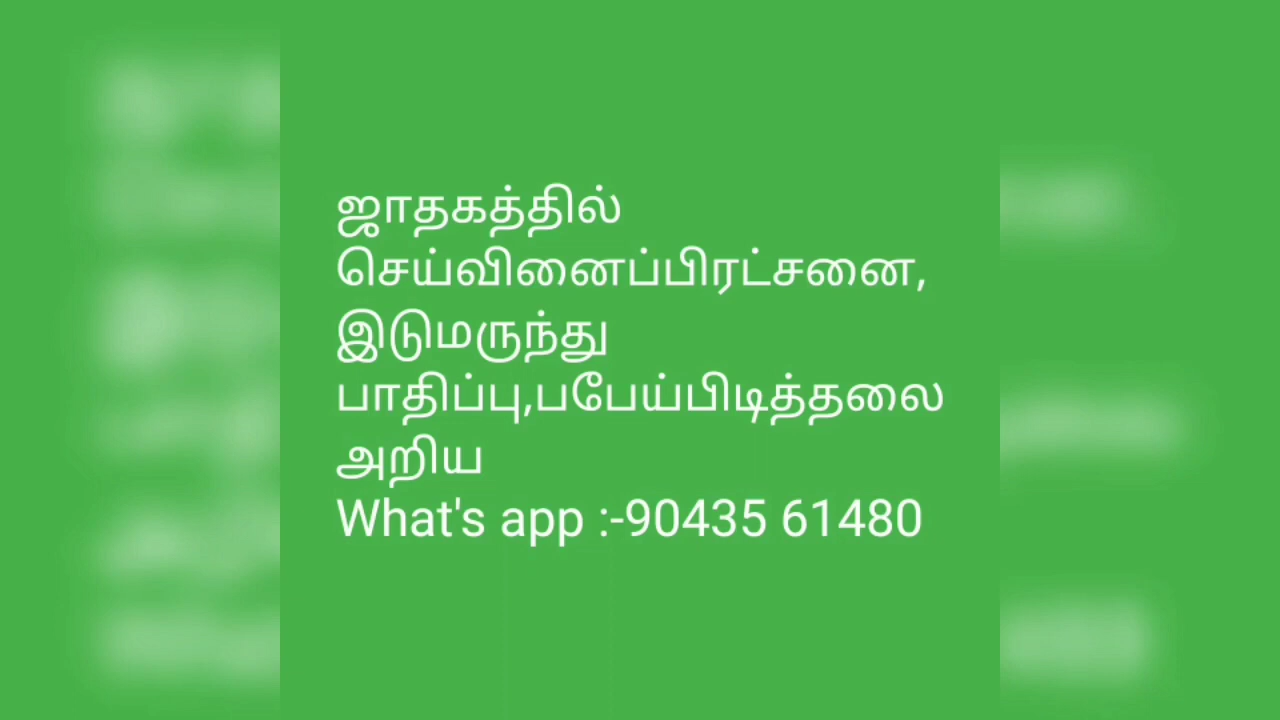 ஜாதகத்தில்
செய்வினைப்பிரட்சனை,
இடுமருந்து
பாதிப்பு,பபேய்பிடித்தலை
அறிய
What's app :-90435 61480